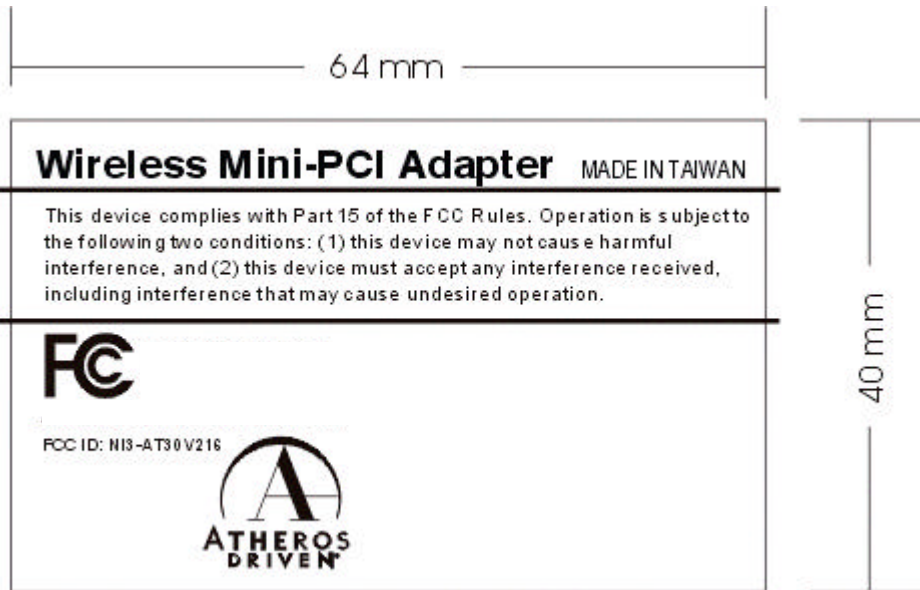 64 mm
Wireless Mini-PCI Adapter MADE IN TAIWAN
This device complies with Part 15 of the FCC Rules. Operation is subject to
the following two conditions: (1) this device may not cause harmful
interference, and (2) this device must accept any interference received,
including interference that may cause undesired operation.
40 mm
FC
FCC ID: NI3-AT30V216
A
ATHEROS
DRIVEN